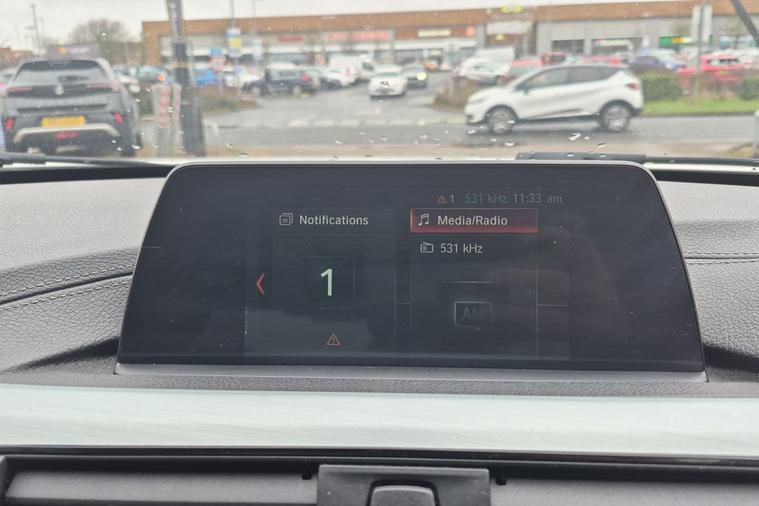 1 531 kHz 11:33 am
Notifications
Media/Radio
531 kHz
1
AM